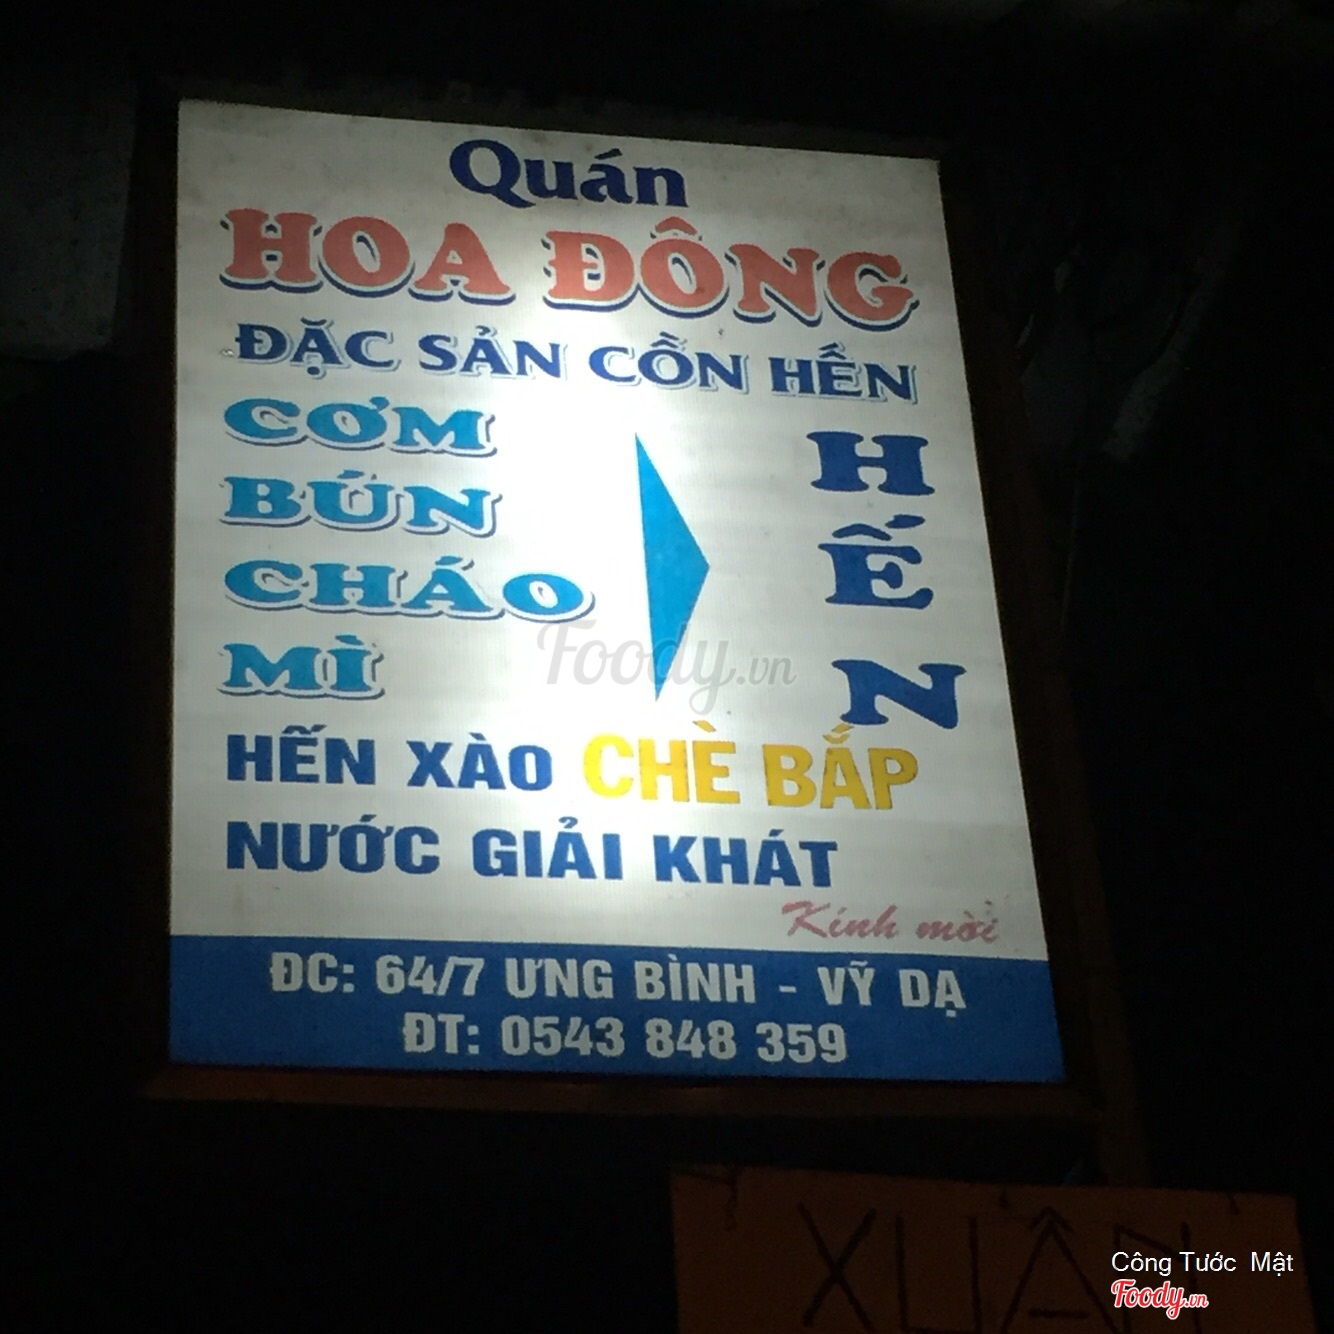 Quán
HOA ĐÔNG
ĐẶC SẢN CỒN HẾN
CƠM
BÚN
CHÁO
MÌ
HẾN
HẾN XÀO CHÈ BẮP
NƯỚC GIẢI KHÁT
Kính mời
ĐC: 64/7 ƯNG BÌNH - VỸ DẠ
ĐT: 0543 848 359
Foody.vn
XUÂN
Công Tước Mật
Foody.vn